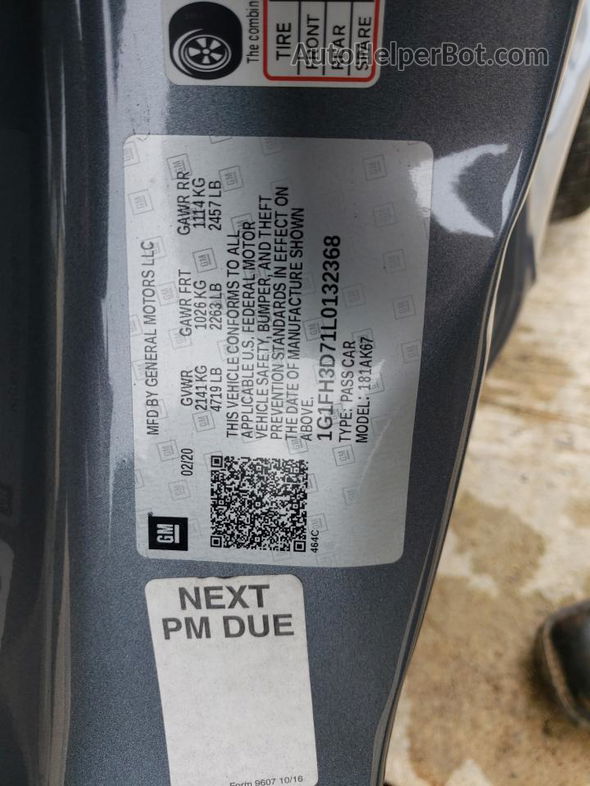 AutoHelperBot.com
The combin
TIRE
FRONT
REAR
SPARE
MFD BY GENERAL MOTORS LLC
02/20 GVWR GAWR FRT GAWR RR
2141 KG 1026 KG 1114 KG
4719 LB 2263 LB 2457 LB
THIS VEHICLE CONFORMS TO ALL
APPLICABLE U.S. FEDERAL MOTOR
VEHICLE SAFETY, BUMPER, AND THEFT
PREVENTION STANDARDS IN EFFECT ON
THE DATE OF MANUFACTURE SHOWN
ABOVE.
1G1FH3D71L0132368
TYPE: PASS CAR
MODEL: 181AK67
GM
464C
NEXT
PM DUE
Form 9607 10/16